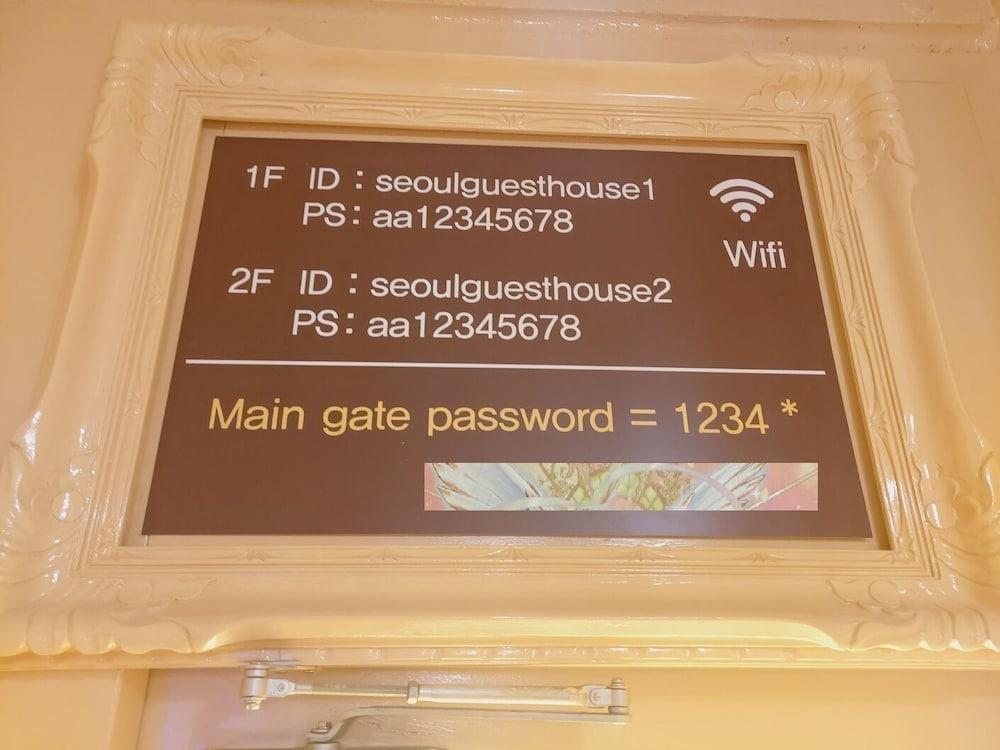 1F ID : seoulguesthouse1
PS : aa12345678
Wifi
2F ID : seoulguesthouse2
PS : aa12345678
Main gate password = 1234 *